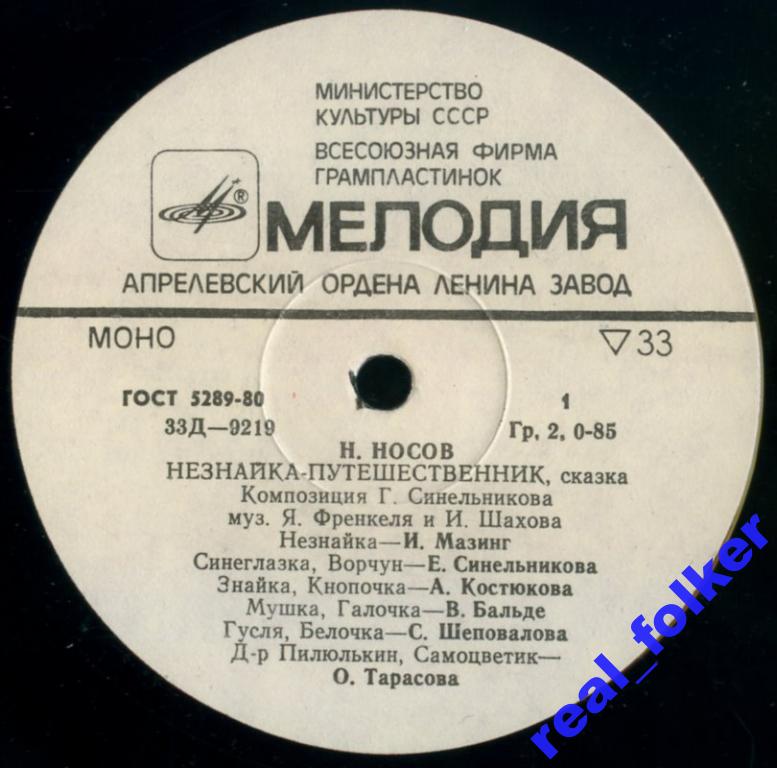 МИНИСТЕРСТВО
КУЛЬТУРЫ СССР
ВСЕСОЮЗНАЯ ФИРМА
ГРАМПЛАСТИНОК
®
МЕЛОДИЯ
АПРЕЛЕВСКИЙ ОРДЕНА ЛЕНИНА ЗАВОД
МОНО ▽33
ГОСТ 5289-80 1
33Д—9219 Гр. 2, 0-85
Н. НОСОВ
НЕЗНАЙКА-ПУТЕШЕСТВЕННИК, сказка
Композиция Г. Синельникова
муз. Я. Френкеля и И. Шахова
Незнайка—И. Мазинг
Синеглазка, Ворчун—Е. Синельникова
Знайка, Кнопочка—А. Костюкова
Мушка, Галочка—В. Бальде
Гусля, Белочка—С. Шеповалова
Д-р Пилюлькин, Самоцветик—
О. Тарасова
real_folker